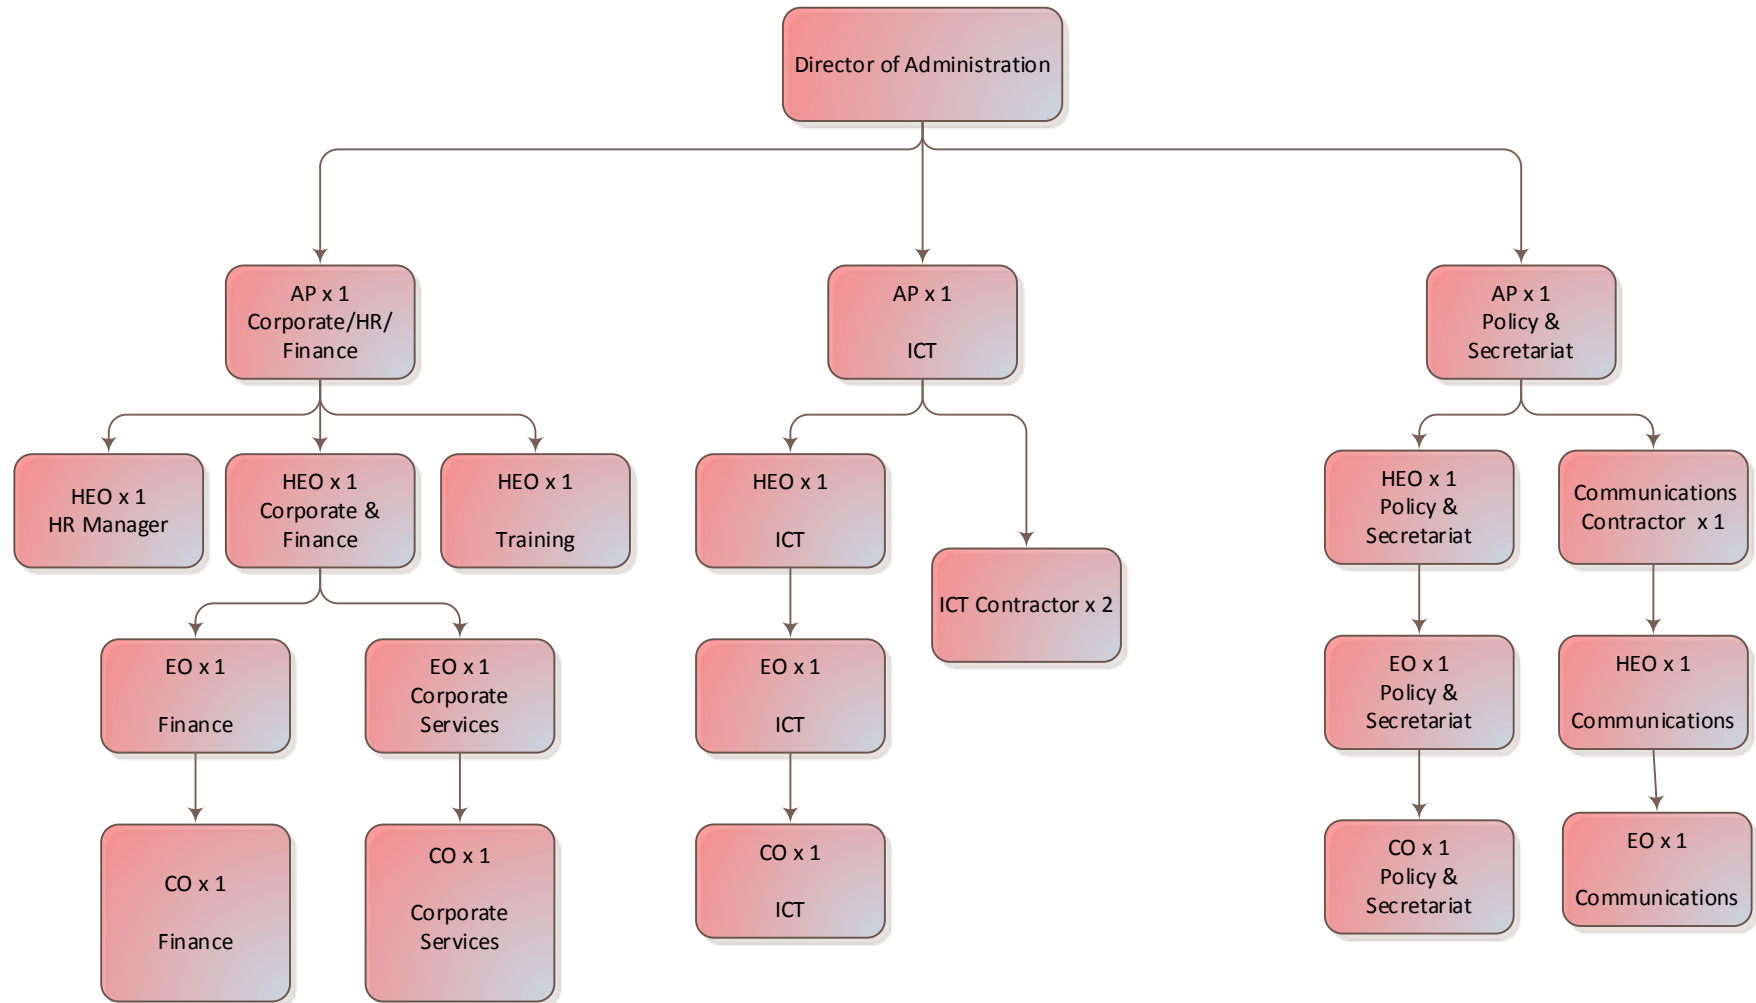 Director of Administration
AP x 1
Corporate/HR/
Finance
AP x 1
ICT
AP x 1
Policy &
Secretariat
HEO x 1
HR Manager
HEO x 1
Corporate &
Finance
HEO x 1
Training
HEO x 1
ICT
ICT Contractor x 2
HEO x 1
Policy &
Secretariat
Communications
Contractor x 1
EO x 1
Finance
EO x 1
Corporate
Services
EO x 1
ICT
EO x 1
Policy &
Secretariat
HEO x 1
Communications
CO x 1
Finance
CO x 1
Corporate
Services
CO x 1
ICT
CO x 1
Policy &
Secretariat
EO x 1
Communications